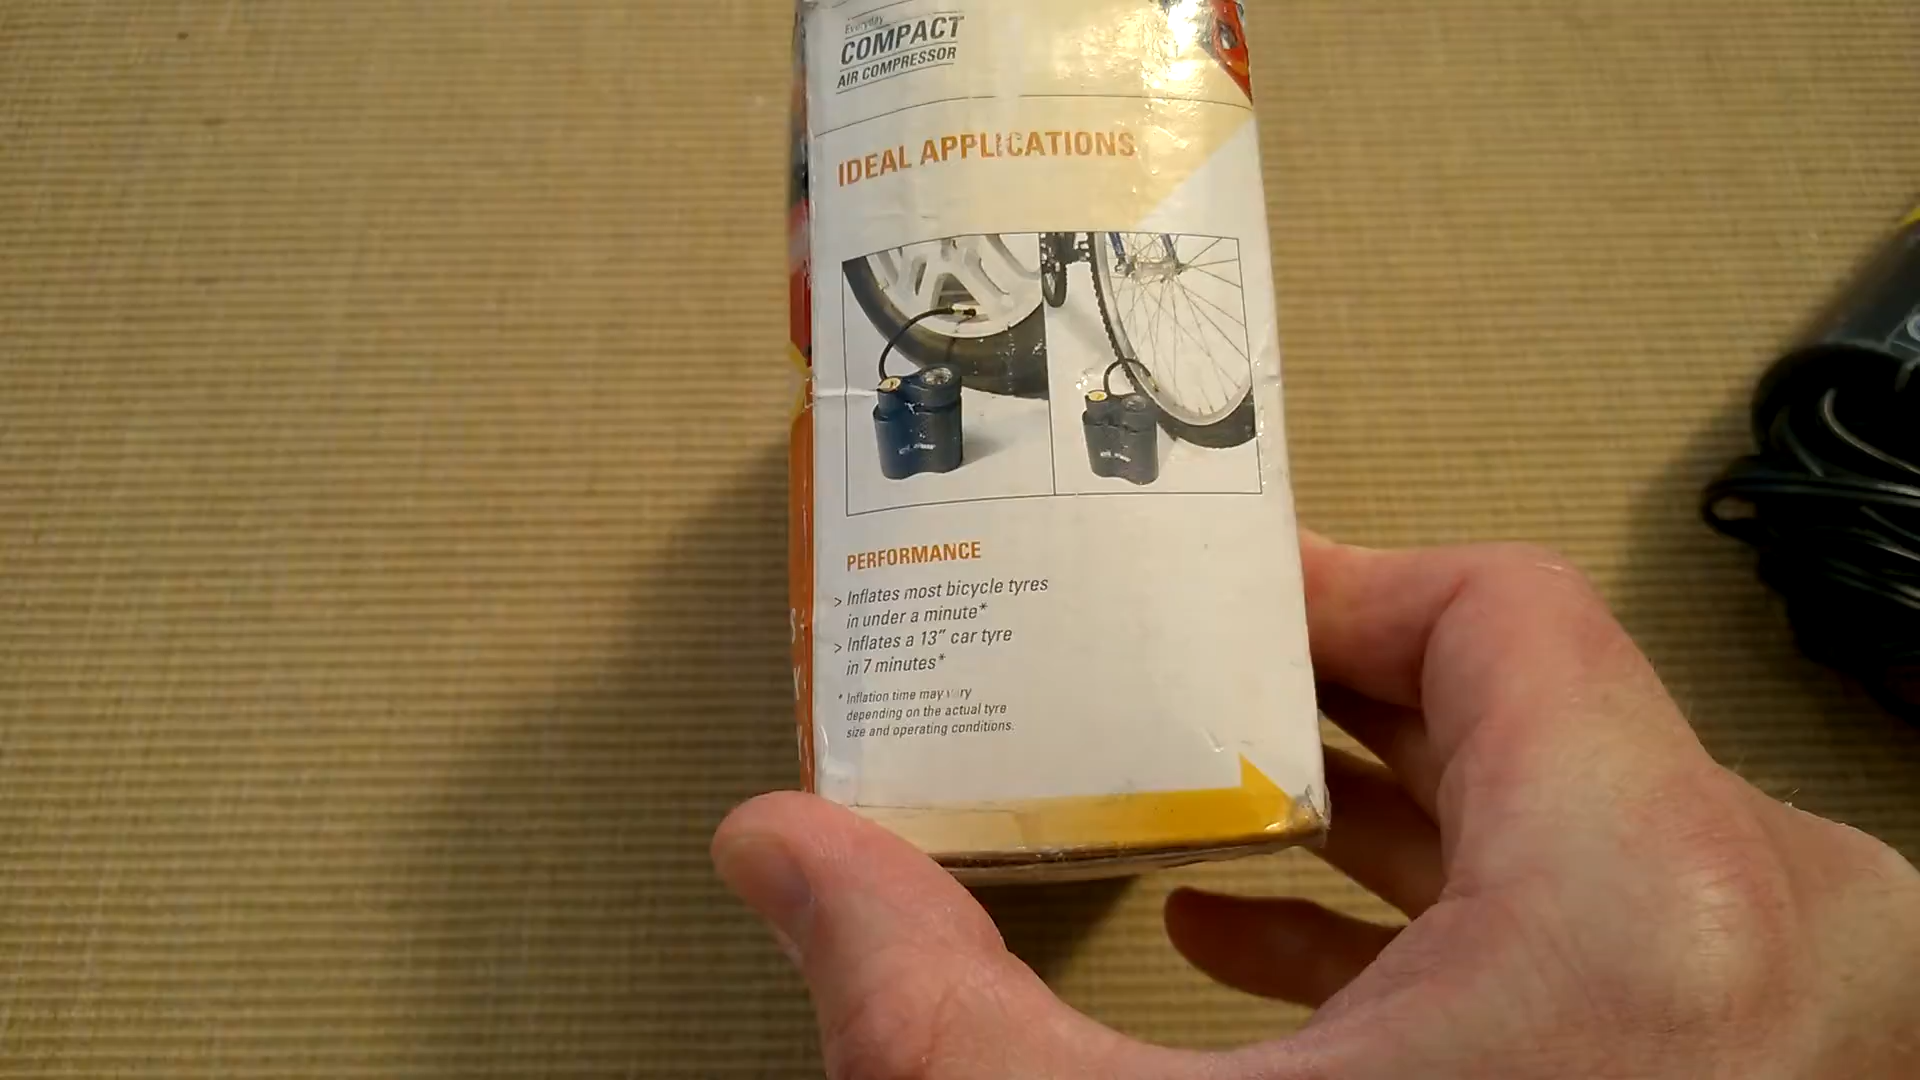 Everyday
COMPACT
AIR COMPRESSOR
IDEAL APPLICATIONS
PERFORMANCE
> Inflates most bicycle tyres
in under a minute*
> Inflates a 13" car tyre
in 7 minutes*
* Inflation time may vary
depending on the actual tyre
size and operating conditions.